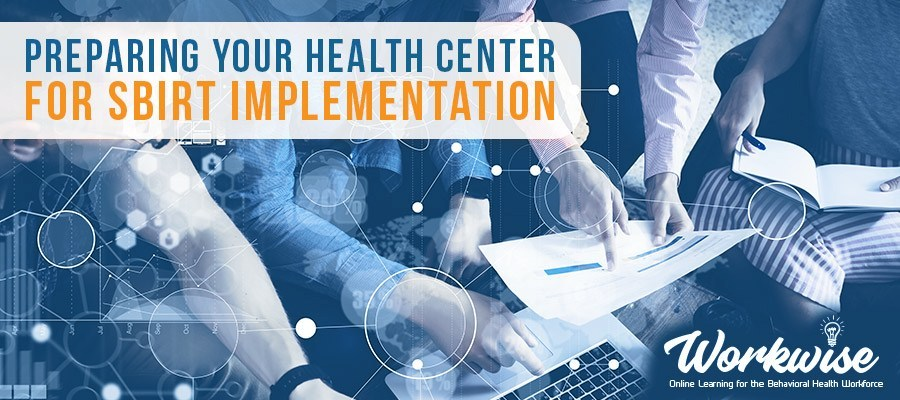 PREPARING YOUR HEALTH CENTER
FOR SBIRT IMPLEMENTATION
Workwise
Online Learning for the Behavioral Health Workforce